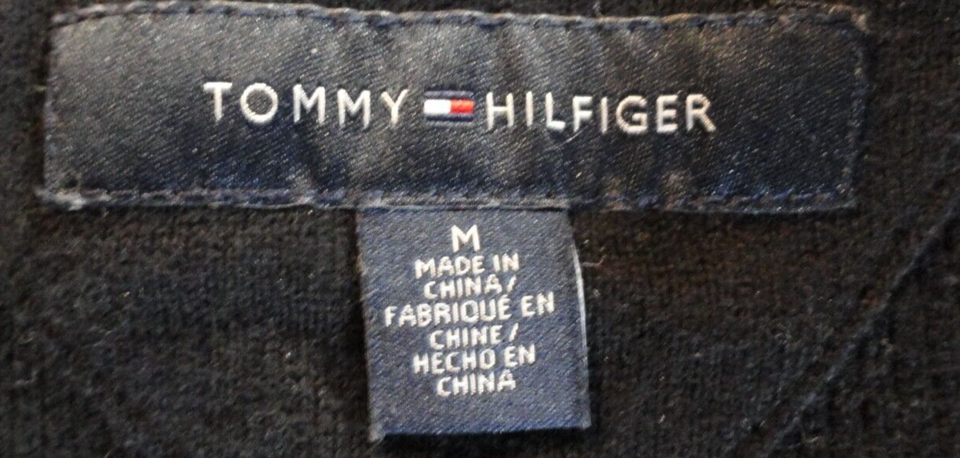 TOMMY HILFIGER
M
MADE IN
CHINA/
FABRIQUÉ EN
CHINE/
HECHO EN
CHINA